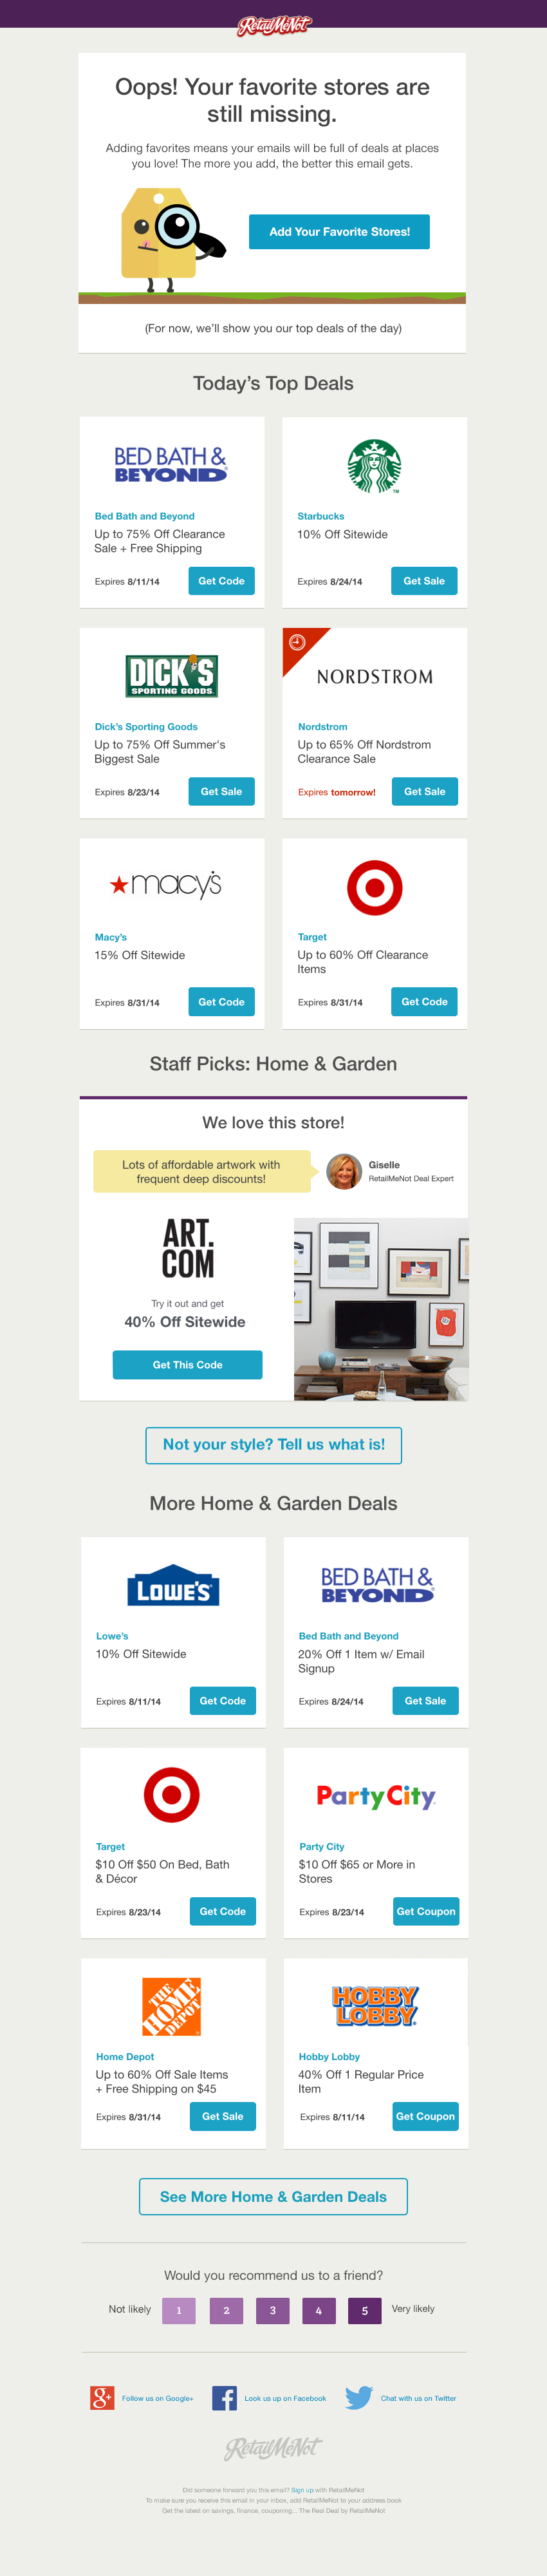 RetailMeNot
Oops! Your favorite stores are
still missing.
Adding favorites means your emails will be full of deals at places
you love! The more you add, the better this email gets.
Add Your Favorite Stores!
(For now, we'll show you our top deals of the day)
Today's Top Deals
BED BATH &
BEYOND
Bed Bath and Beyond
Up to 75% Off Clearance
Sale + Free Shipping
Expires 8/11/14
Get Code
TM
Starbucks
10% Off Sitewide
Expires 8/24/14
Get Sale
DICK'S
SPORTING GOODS
Dick's Sporting Goods
Up to 75% Off Summer's
Biggest Sale
Expires 8/23/14
Get Sale
NORDSTROM
Nordstrom
Up to 65% Off Nordstrom
Clearance Sale
Expires tomorrow!
Get Sale
macy's
Macy's
15% Off Sitewide
Expires 8/31/14
Get Code
Target
Up to 60% Off Clearance
Items
Expires 8/31/14
Get Code
Staff Picks: Home & Garden
We love this store!
Lots of affordable artwork with
frequent deep discounts!
Giselle
RetailMeNot Deal Expert
ART.
COM
Try it out and get
40% Off Sitewide
Get This Code
Not your style? Tell us what is!
More Home & Garden Deals
LOWE'S
Lowe's
10% Off Sitewide
Expires 8/11/14
Get Code
BED BATH &
BEYOND
Bed Bath and Beyond
20% Off 1 Item w/ Email
Signup
Expires 8/24/14
Get Sale
Target
$10 Off $50 On Bed, Bath
& Décor
Expires 8/23/14
Get Code
PartyCity
Party City
$10 Off $65 or More in
Stores
Expires 8/23/14
Get Coupon
THE
HOME
DEPOT
Home Depot
Up to 60% Off Sale Items
+ Free Shipping on $45
Expires 8/31/14
Get Sale
HOBBY
LOBBY
Hobby Lobby
40% Off 1 Regular Price
Item
Expires 8/11/14
Get Coupon
See More Home & Garden Deals
Would you recommend us to a friend?
Not likely 1 2 3 4 5 Very likely
g+ Follow us on Google+ f Look us up on Facebook Chat with us on Twitter
RetailMeNot
Did someone forward you this email? Sign up with RetailMeNot
To make sure you receive this email in your inbox, add RetailMeNot to your address book
Get the latest on savings, finance, couponing... The Real Deal by RetailMeNot